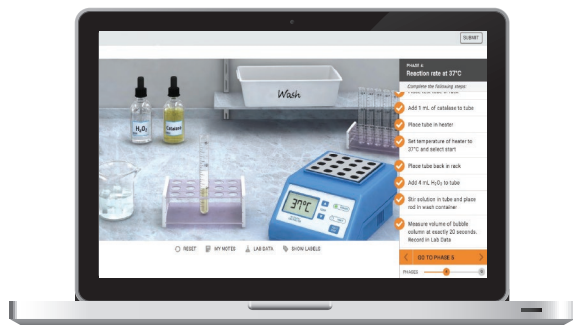 SUBMIT
PHASE 4:
Reaction rate at 37°C
Complete the following steps:
Add 1 mL of catalase to tube
Place tube in heater
Set temperature of heater to
37°C and select start
Place tube back in rack
Add 4 mL H₂O₂ to tube
Stir solution in tube and place
rod in wash container
Measure volume of bubble
column at exactly 20 seconds.
Record in Lab Data
GO TO PHASE 5
PHASES
Wash
H₂O₂
Catalase
37°C
RESET
MY NOTES
LAB DATA
SHOW LABELS